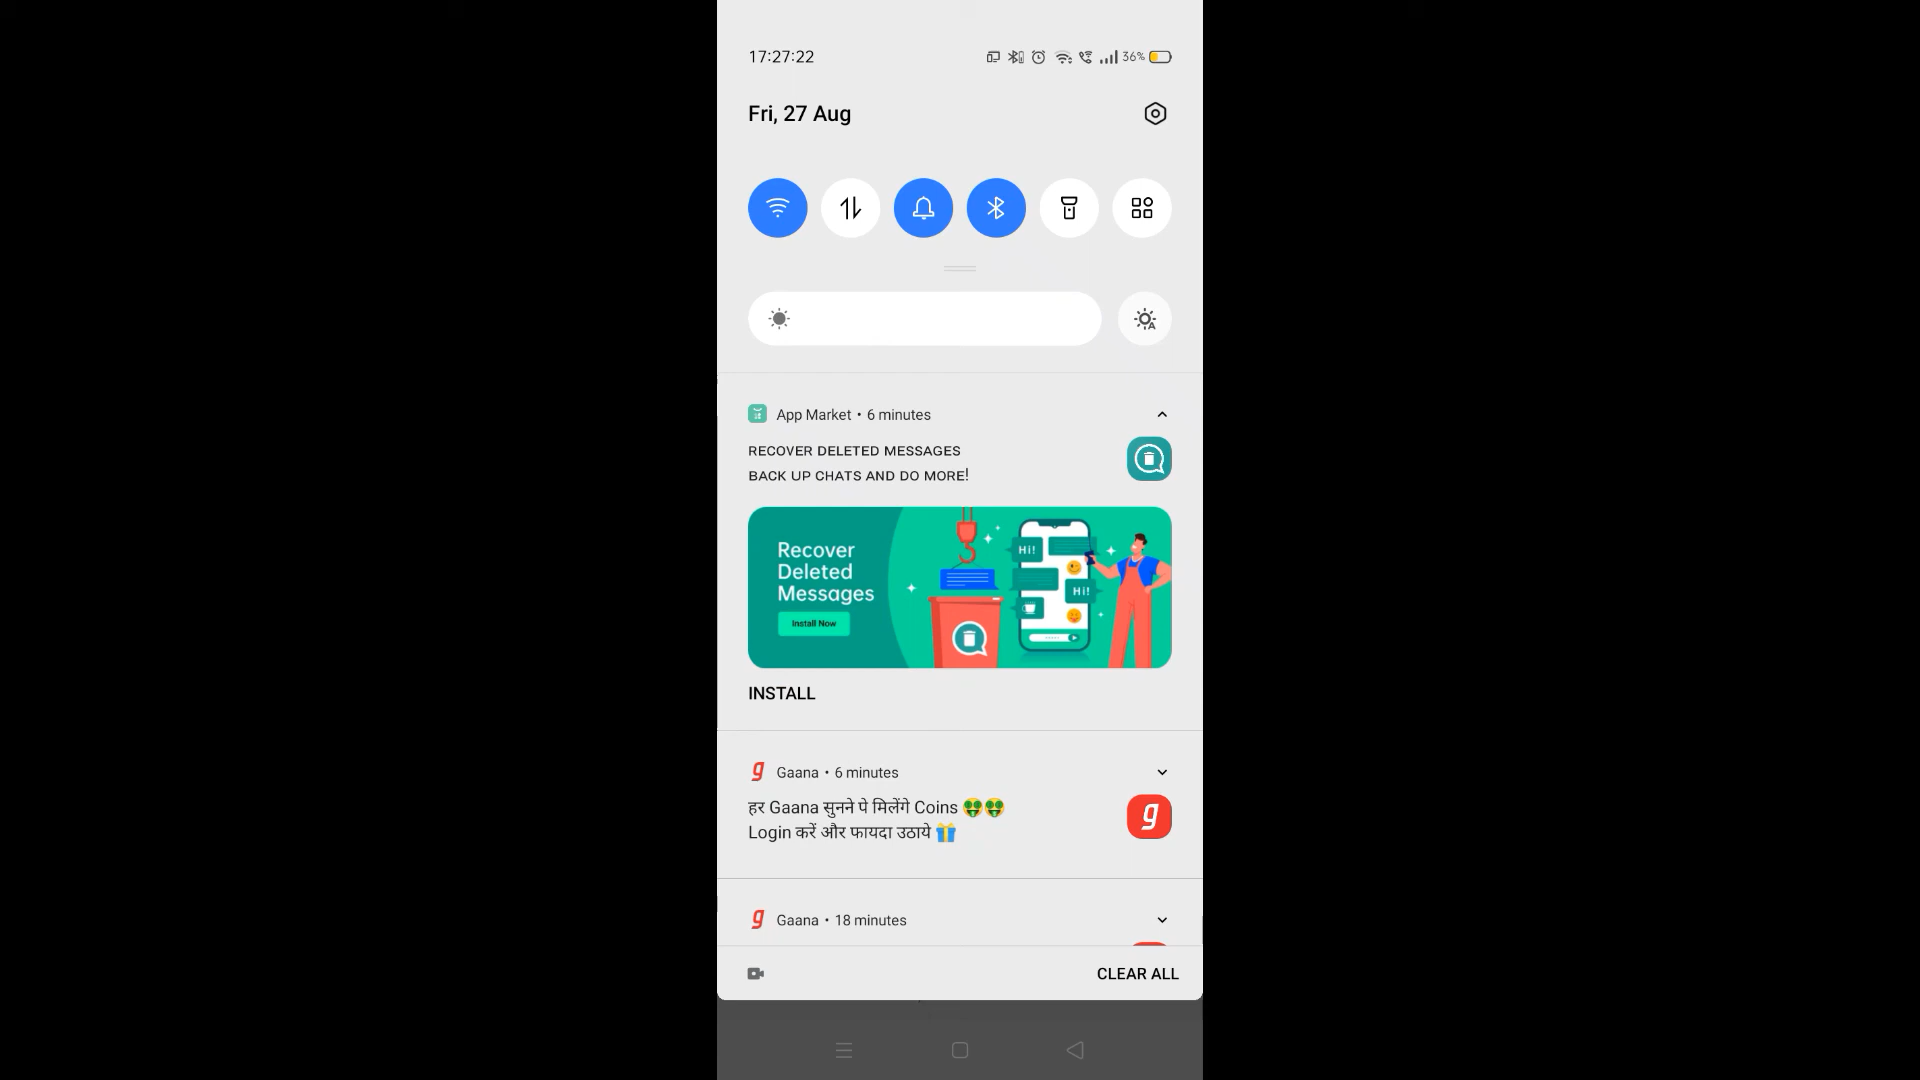 17:27:22
36%
Fri, 27 Aug
App Market • 6 minutes
RECOVER DELETED MESSAGES
BACK UP CHATS AND DO MORE!
Recover
Deleted
Messages
Install Now
Hi!
Hi!
INSTALL
Gaana • 6 minutes
हर Gaana सुनने पे मिलेंगे Coins 🤑🤑
Login करें और फायदा उठाये 🎁
Gaana • 18 minutes
CLEAR ALL